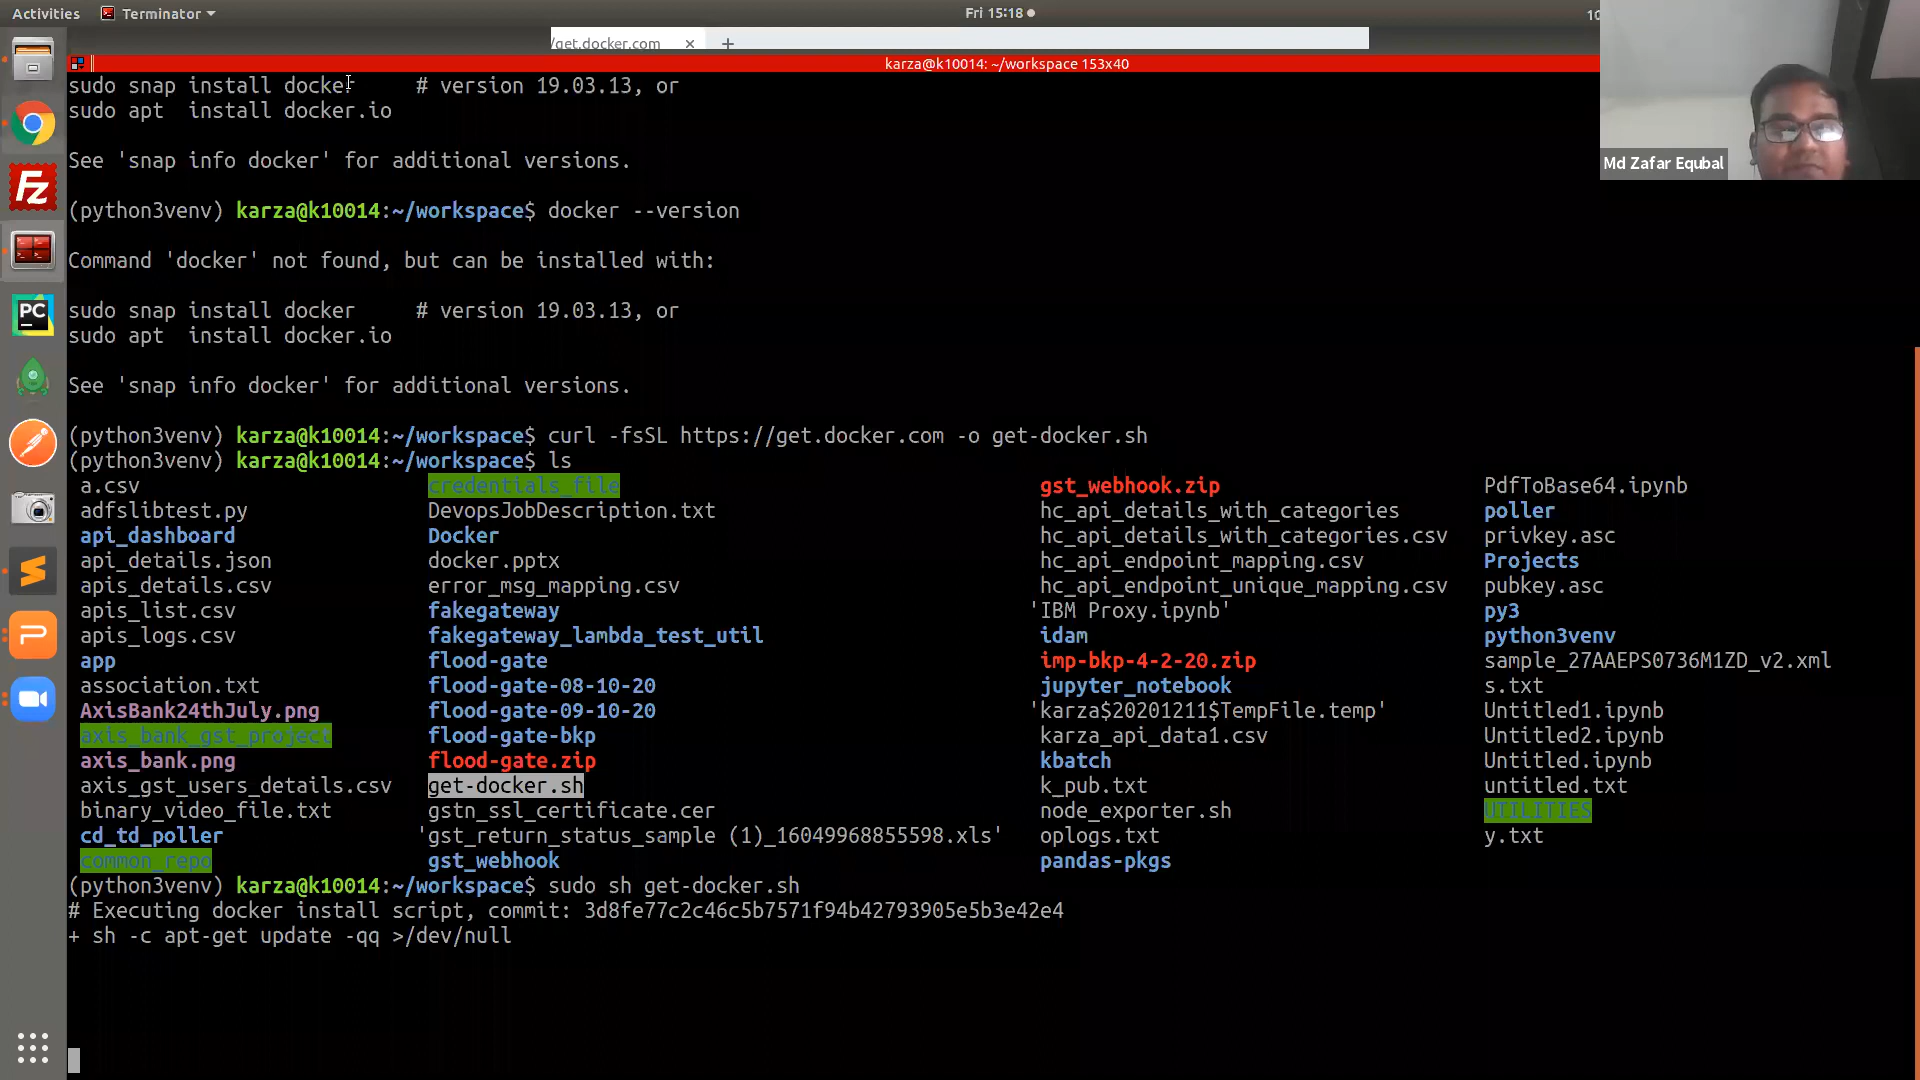 Activities
Terminator
Fri 15:18
/get.docker.com
karza@k10014: ~/workspace 153x40
Md Zafar Equbal
sudo snap install docker # version 19.03.13, or
sudo apt install docker.io
See 'snap info docker' for additional versions.
(python3venv) karza@k10014:~/workspace$ docker --version
Command 'docker' not found, but can be installed with:
sudo snap install docker # version 19.03.13, or
sudo apt install docker.io
See 'snap info docker' for additional versions.
(python3venv) karza@k10014:~/workspace$ curl -fsSL https://get.docker.com -o get-docker.sh
(python3venv) karza@k10014:~/workspace$ ls
a.csv credentials_file gst_webhook.zip PdfToBase64.ipynb
adfslibtest.py DevopsJobDescription.txt hc_api_details_with_categories poller
api_dashboard Docker hc_api_details_with_categories.csv privkey.asc
api_details.json docker.pptx hc_api_endpoint_mapping.csv Projects
apis_details.csv error_msg_mapping.csv hc_api_endpoint_unique_mapping.csv pubkey.asc
apis_list.csv fakegateway 'IBM Proxy.ipynb' py3
apis_logs.csv fakegateway_lambda_test_util idam python3venv
app flood-gate imp-bkp-4-2-20.zip sample_27AAEPS0736M1ZD_v2.xml
association.txt flood-gate-08-10-20 jupyter_notebook s.txt
AxisBank24thJuly.png flood-gate-09-10-20 'karza$20201211$TempFile.temp' Untitled1.ipynb
axis_bank_gst_project flood-gate-bkp karza_api_data1.csv Untitled2.ipynb
axis_bank.png flood-gate.zip kbatch Untitled.ipynb
axis_gst_users_details.csv get-docker.sh k_pub.txt untitled.txt
binary_video_file.txt gstn_ssl_certificate.cer node_exporter.sh UTILITIES
cd_td_poller 'gst_return_status_sample (1)_16049968855598.xls' oplogs.txt y.txt
common_repo gst_webhook pandas-pkgs
(python3venv) karza@k10014:~/workspace$ sudo sh get-docker.sh
# Executing docker install script, commit: 3d8fe77c2c46c5b7571f94b42793905e5b3e42e4
+ sh -c apt-get update -qq >/dev/null